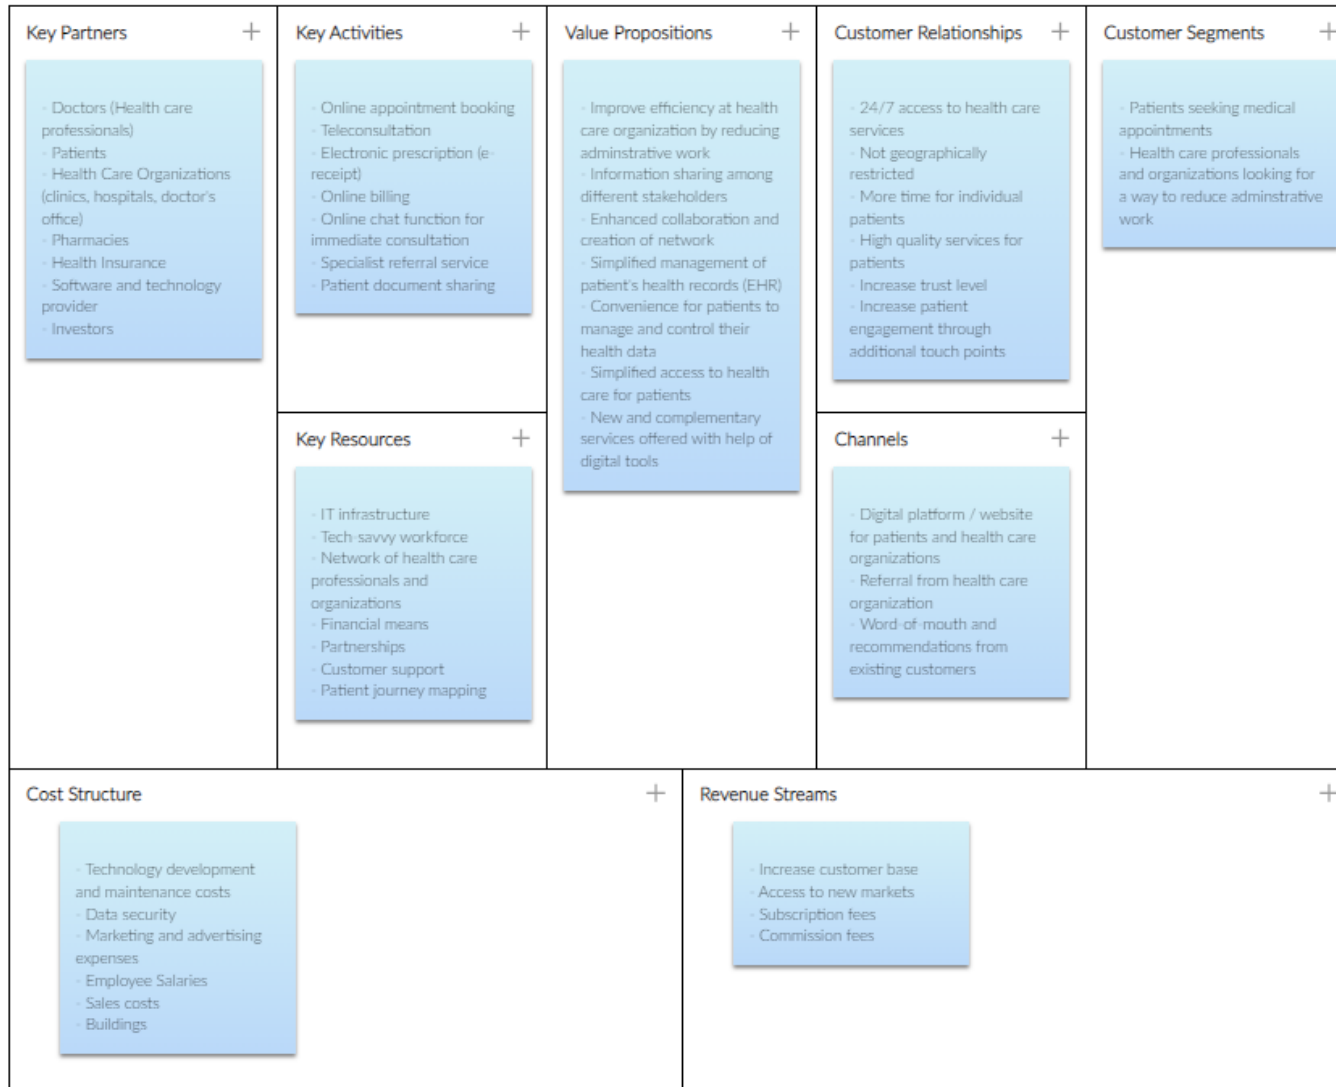 Key Partners +
- Doctors (Health care
professionals)
- Patients
- Health Care Organizations
(clinics, hospitals, doctor's
office)
- Pharmacies
- Health Insurance
- Software and technology
provider
- Investors
Key Activities +
- Online appointment booking
- Teleconsultation
- Electronic prescription (e-
receipt)
- Online billing
- Online chat function for
immediate consultation
- Specialist referral service
- Patient document sharing
Key Resources +
- IT infrastructure
- Tech-savvy workforce
- Network of health care
professionals and
organizations
- Financial means
- Partnerships
- Customer support
- Patient journey mapping
Value Propositions +
- Improve efficiency at health
care organization by reducing
adminstrative work
- Information sharing among
different stakeholders
- Enhanced collaboration and
creation of network
- Simplified management of
patient's health records (EHR)
- Convenience for patients to
manage and control their
health data
- Simplified access to health
care for patients
- New and complementary
services offered with help of
digital tools
Customer Relationships +
- 24/7 access to health care
services
- Not geographically
restricted
- More time for individual
patients
- High quality services for
patients
- Increase trust level
- Increase patient
engagement through
additional touch points
Channels +
- Digital platform / website
for patients and health care
organizations
- Referral from health care
organization
- Word-of-mouth and
recommendations from
existing customers
Customer Segments +
- Patients seeking medical
appointments
- Health care professionals
and organizations looking for
a way to reduce adminstrative
work
Cost Structure +
- Technology development
and maintenance costs
- Data security
- Marketing and advertising
expenses
- Employee Salaries
- Sales costs
- Buildings
Revenue Streams +
- Increase customer base
- Access to new markets
- Subscription fees
- Commission fees